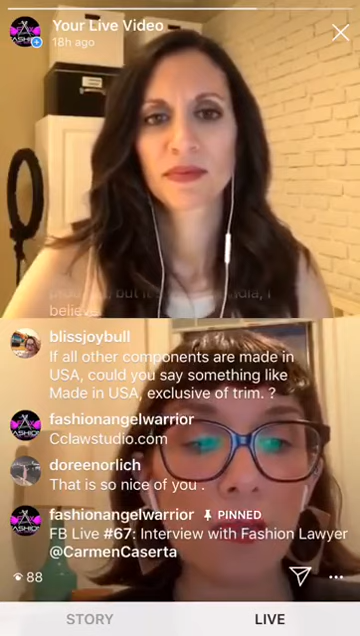 Your Live Video
18h ago
believe
blissjoybull
If all other components are made in
USA, could you say something like
Made in USA, exclusive of trim. ?
fashionangelwarrior
Cclawstudio.com
doreenorlich
That is so nice of you .
fashionangelwarrior PINNED
FB Live #67: Interview with Fashion Lawyer
@CarmenCaserta
88
STORY LIVE